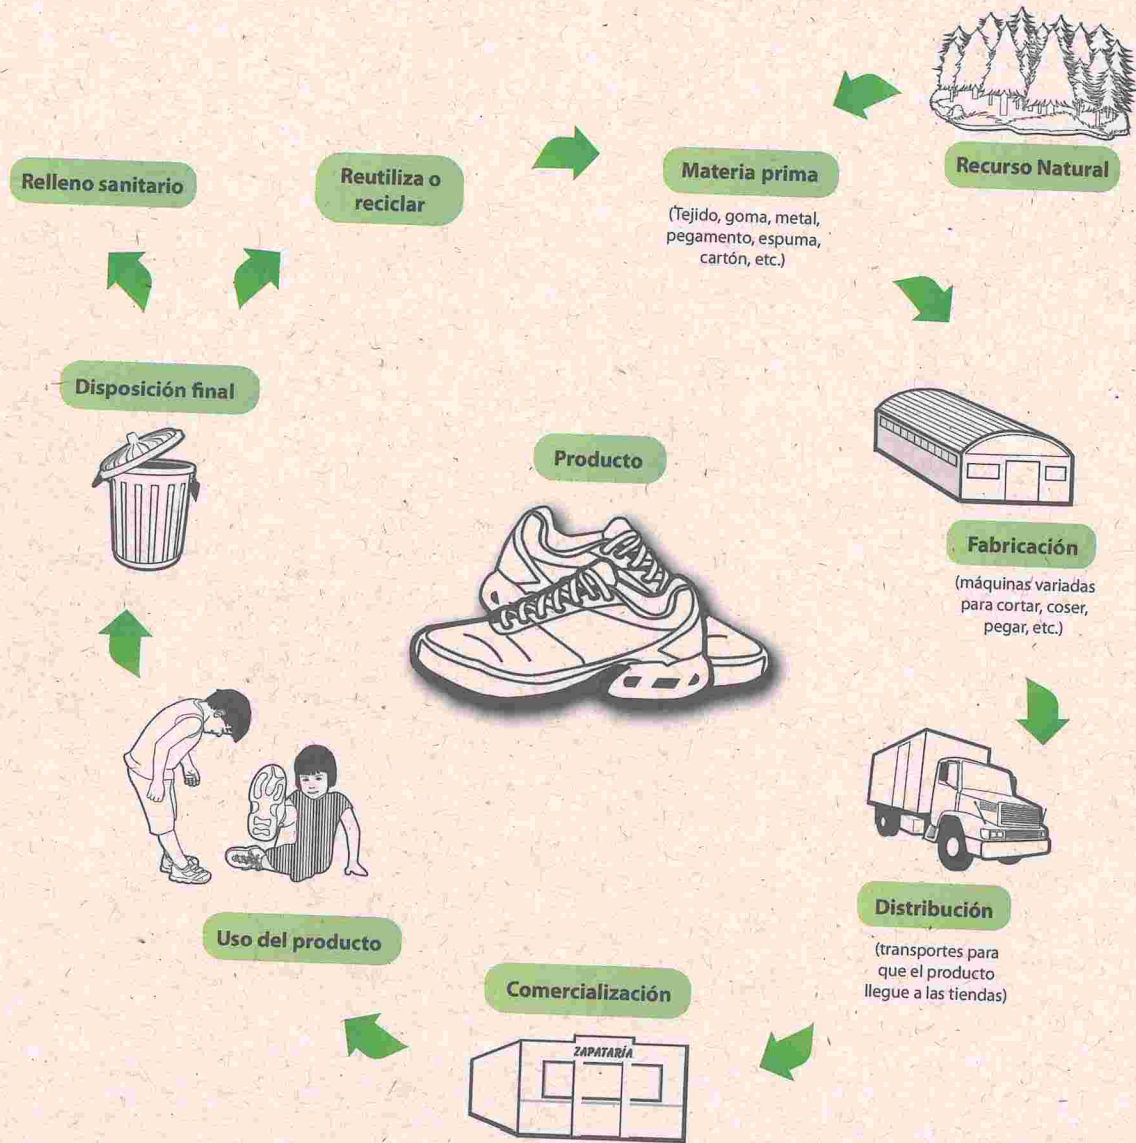 Recurso Natural
Materia prima
(Tejido, goma, metal,
pegamento, espuma,
cartón, etc.)
Reutiliza o
reciclar
Relleno sanitario
Disposición final
Producto
Fabricación
(máquinas variadas
para cortar, coser,
pegar, etc.)
Distribución
(transportes para
que el producto
llegue a las tiendas)
Uso del producto
Comercialización
ZAPATARÍA